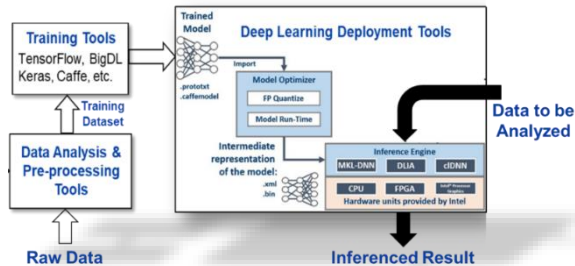 Training Tools
TensorFlow, BigDL
Keras, Caffe, etc.
Training
Dataset
Data Analysis &
Pre-processing
Tools
Raw Data
Trained
Model
.prototxt
.caffemodel
Deep Learning Deployment Tools
Import
Model Optimizer
FP Quantize
Model Run-Time
Intermediate
representation
of the model:
.xml
.bin
Data to be
Analyzed
Inference Engine
MKL-DNN DLIA clDNN
CPU FPGA Intel® Processor
Graphics
Hardware units provided by Intel
Inferenced Result